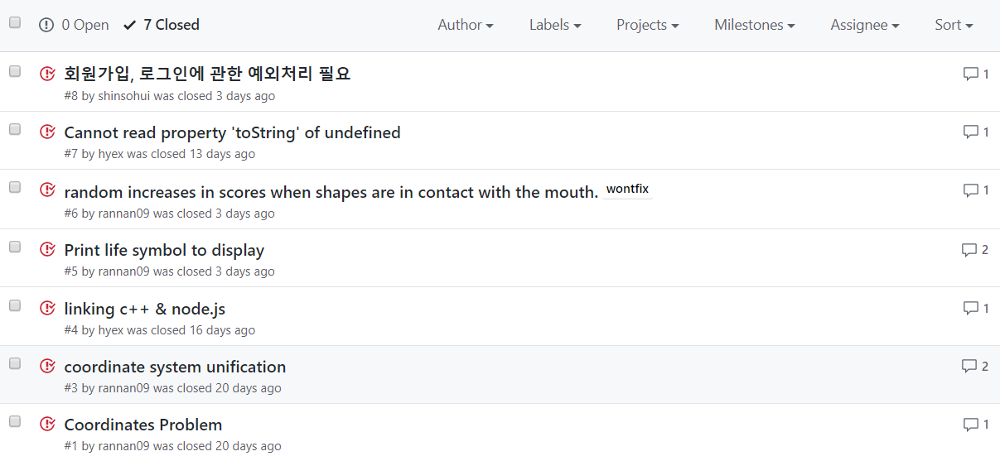 0 Open 7 Closed Author Labels Projects Milestones Assignee Sort
회원가입, 로그인에 관한 예외처리 필요 1
#8 by shinsohui was closed 3 days ago
Cannot read property 'toString' of undefined 1
#7 by hyex was closed 13 days ago
random increases in scores when shapes are in contact with the mouth. wontfix 1
#6 by rannan09 was closed 3 days ago
Print life symbol to display 2
#5 by rannan09 was closed 3 days ago
linking c++ & node.js 1
#4 by hyex was closed 16 days ago
coordinate system unification 2
#3 by rannan09 was closed 20 days ago
Coordinates Problem 1
#1 by rannan09 was closed 20 days ago